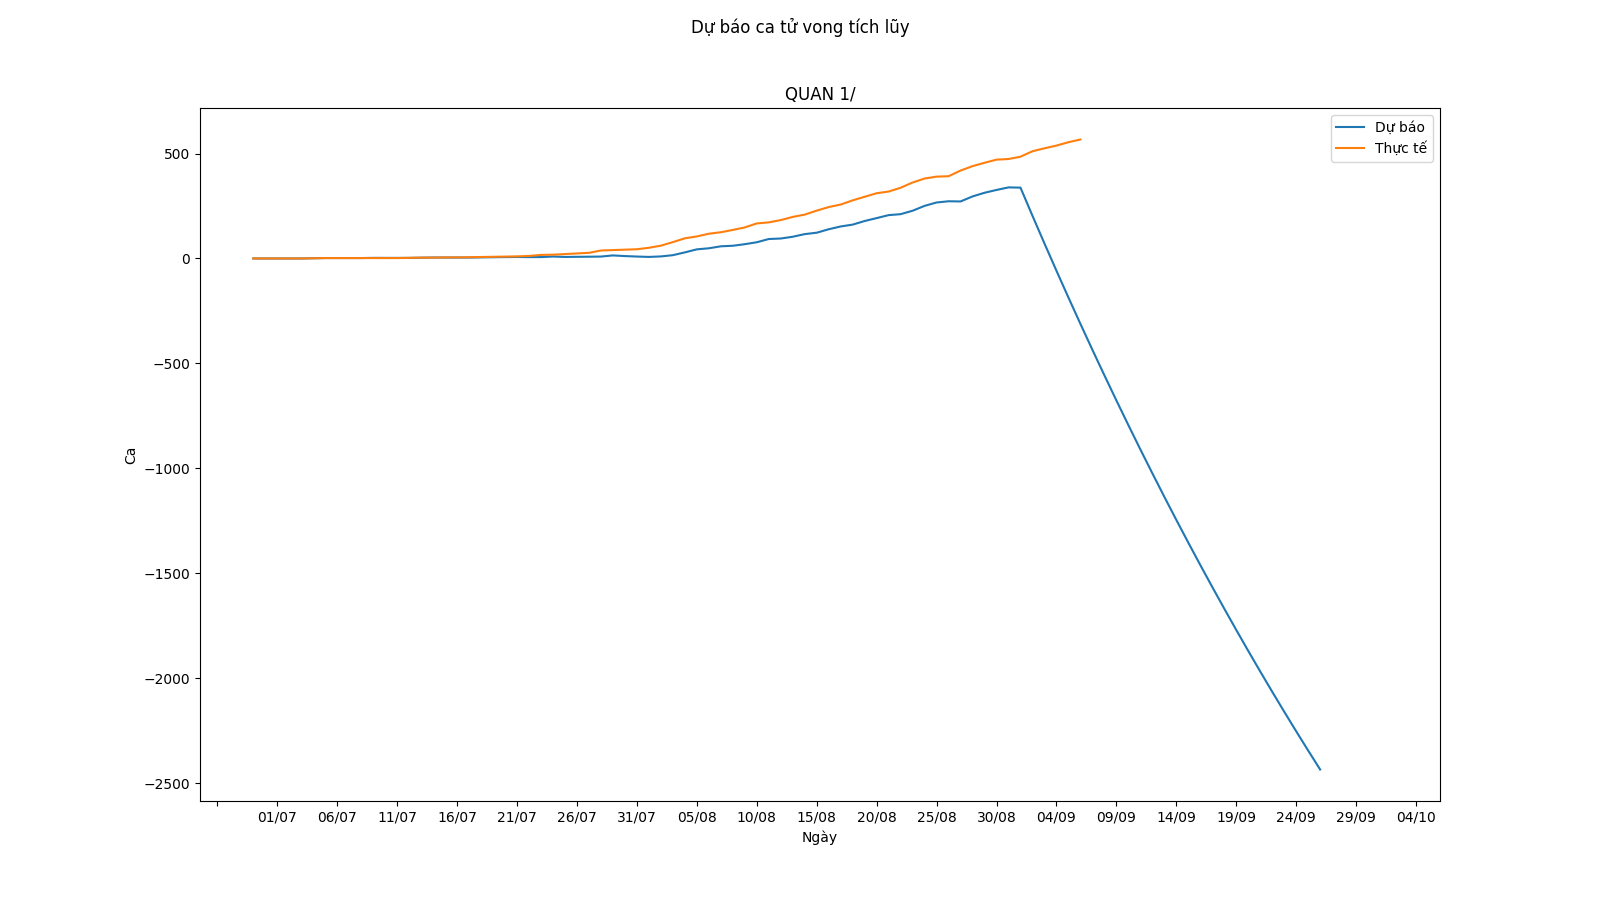 Dự báo ca tử vong tích lũy
QUAN 1/
Dự báo
Thực tế
500
0
−500
−1000
−1500
−2000
−2500
Ca
01/07 06/07 11/07 16/07 21/07 26/07 31/07 05/08 10/08 15/08 20/08 25/08 30/08 04/09 09/09 14/09 19/09 24/09 29/09 04/10
Ngày